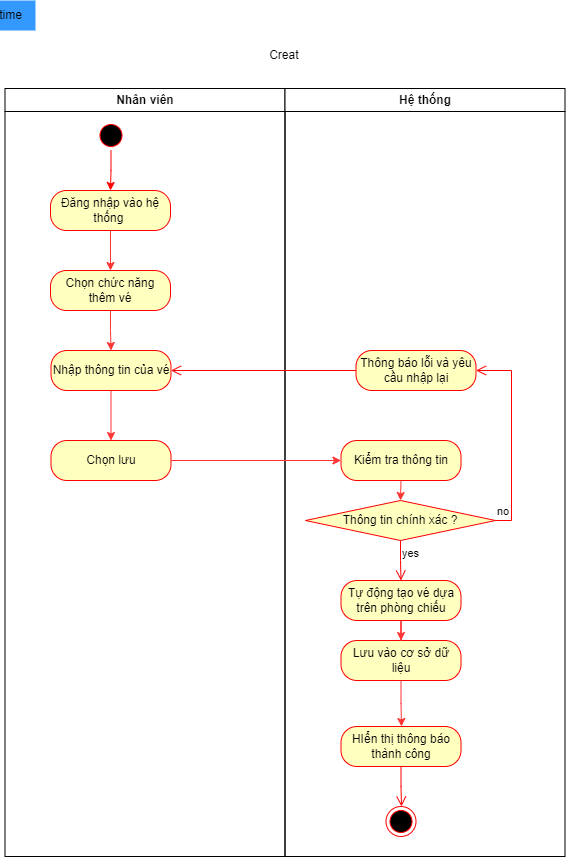 time
Creat
Nhân viên
Hệ thống
Đăng nhập vào hệ
thống
Chọn chức năng
thêm vé
Nhập thông tin của vé
Thông báo lỗi và yêu
cầu nhập lại
Chọn lưu
Kiểm tra thông tin
Thông tin chính xác ?
no
yes
Tự động tạo vé dựa
trên phòng chiếu
Lưu vào cơ sở dữ
liệu
HIển thị thông báo
thành công